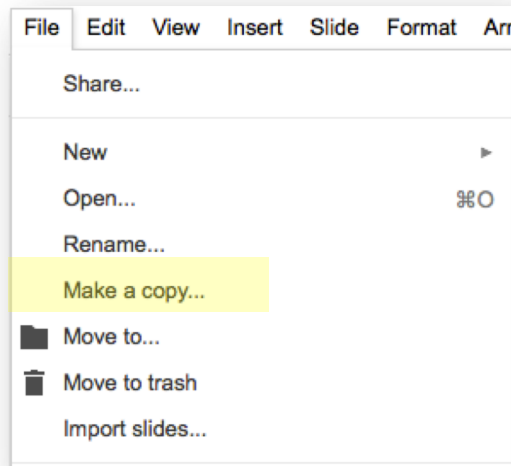 File Edit View Insert Slide Format Arr
Share...
New ►
Open... ⌘O
Rename...
Make a copy...
Move to...
Move to trash
Import slides...